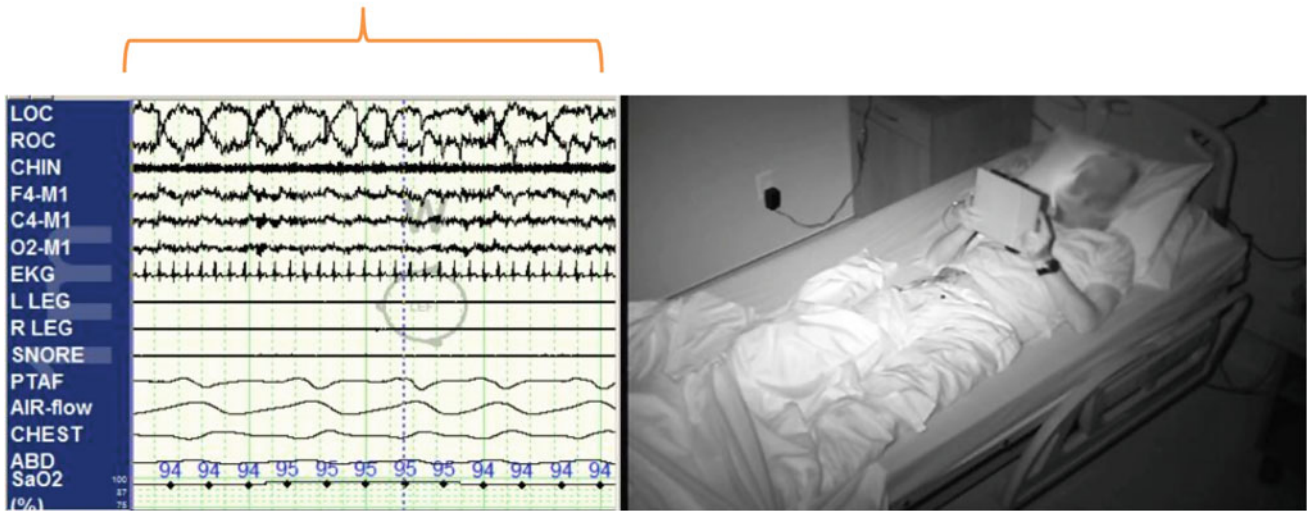 LOC
ROC
CHIN
F4-M1
C4-M1
O2-M1
EKG
L LEG
R LEG
SNORE
PTAF
AIR-flow
CHEST
ABD
SaO2
(%)
100
87
75
94 94 94 95 95 95 95 95 94 94 94 94
W
LEFT